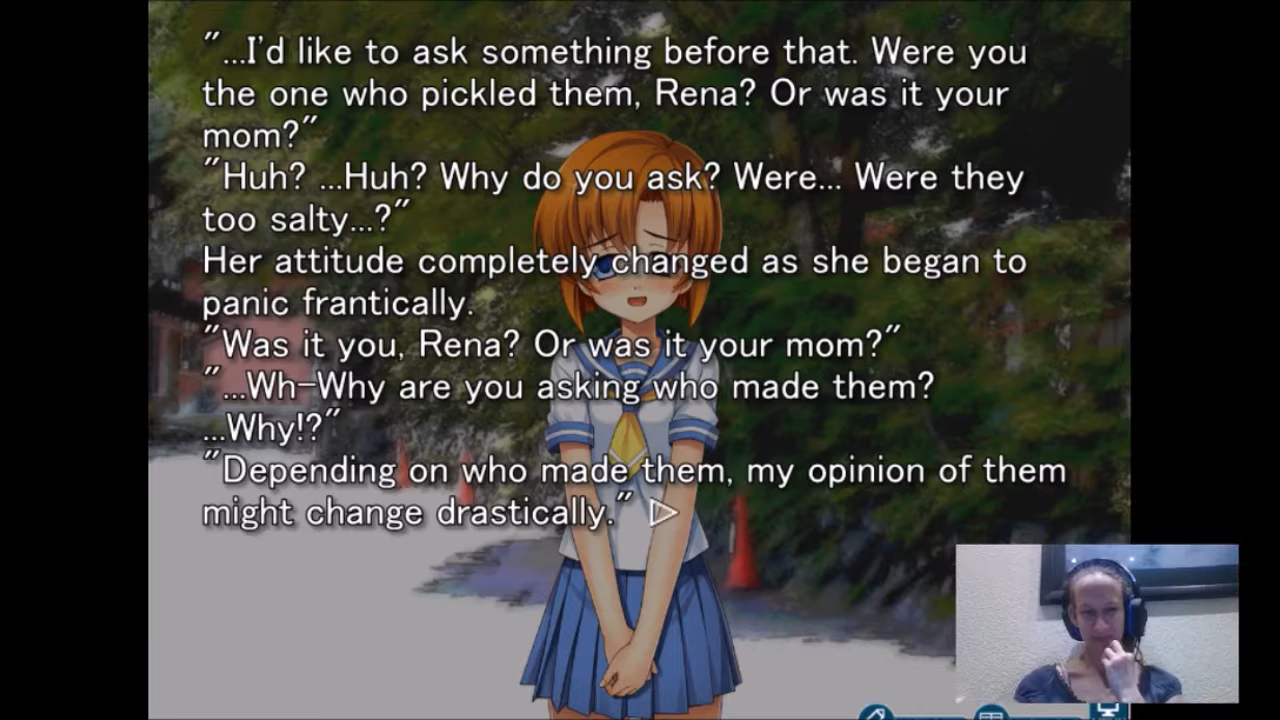 "...I'd like to ask something before that. Were you
the one who pickled them, Rena? Or was it your
mom?"
"Huh? ...Huh? Why do you ask? Were... Were they
too salty...?"
Her attitude completely changed as she began to
panic frantically.
"Was it you, Rena? Or was it your mom?"
"...Wh-Why are you asking who made them?
...Why!?"
"Depending on who made them, my opinion of them
might change drastically."